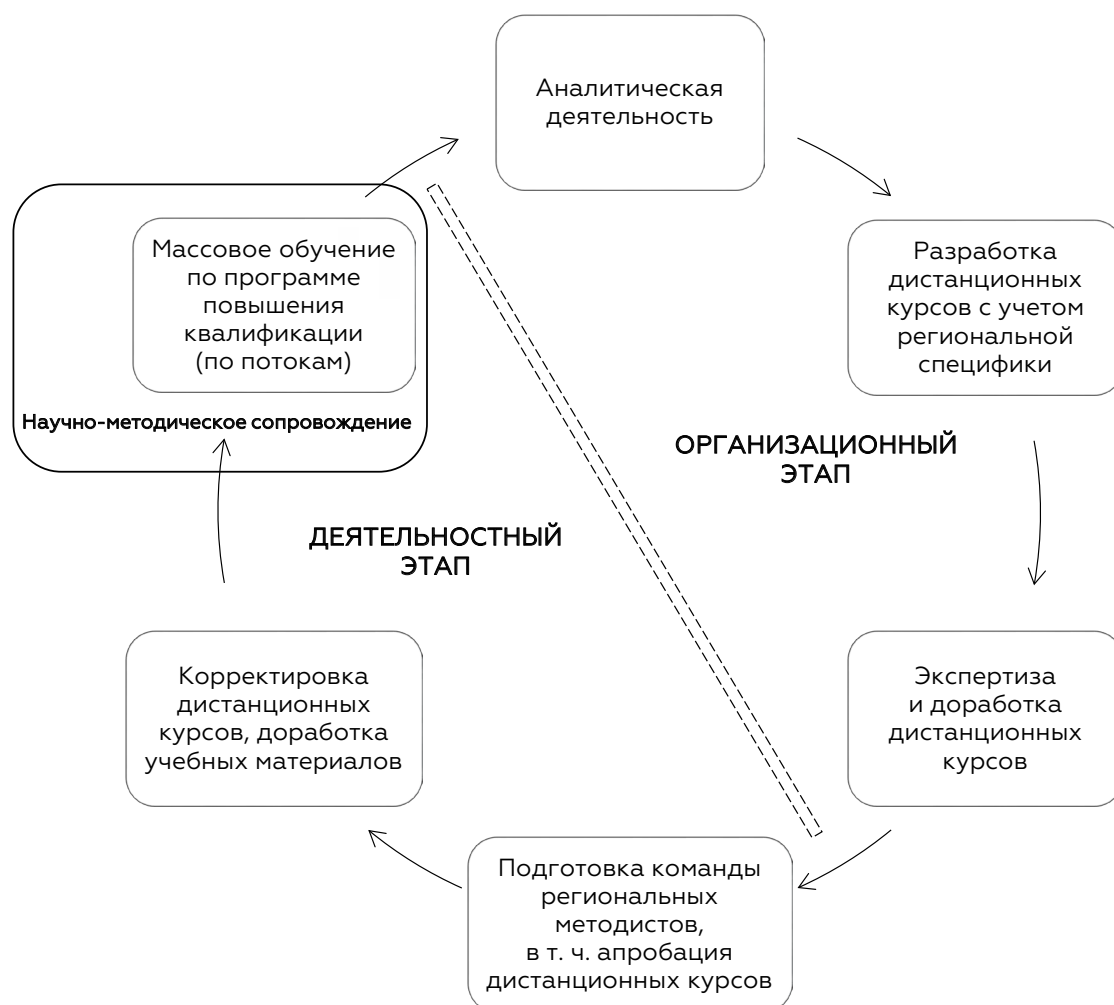 Аналитическая
деятельность
Массовое обучение
по программе
повышения
квалификации
(по потокам)
Научно-методическое сопровождение
Разработка
дистанционных
курсов с учетом
региональной
специфики
ОРГАНИЗАЦИОННЫЙ
ЭТАП
ДЕЯТЕЛЬНОСТНЫЙ
ЭТАП
Корректировка
дистанционных
курсов, доработка
учебных материалов
Экспертиза
и доработка
дистанционных
курсов
Подготовка команды
региональных
методистов,
в т. ч. апробация
дистанционных курсов